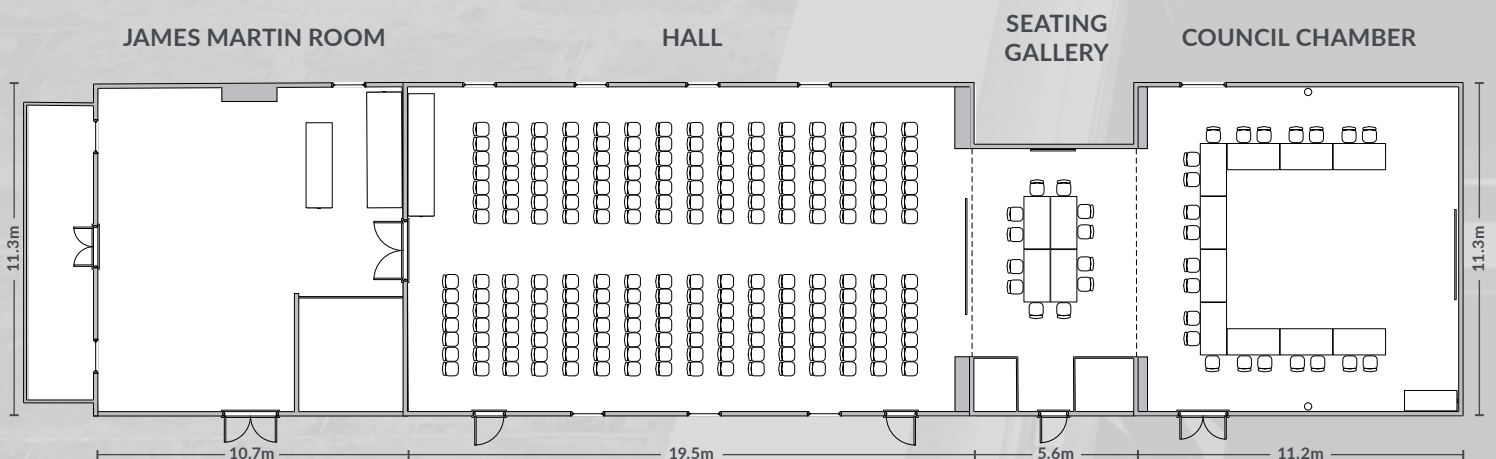 JAMES MARTIN ROOM
HALL
SEATING
GALLERY
COUNCIL CHAMBER
11.3m
11.3m
10.7m
19.5m
5.6m
11.2m